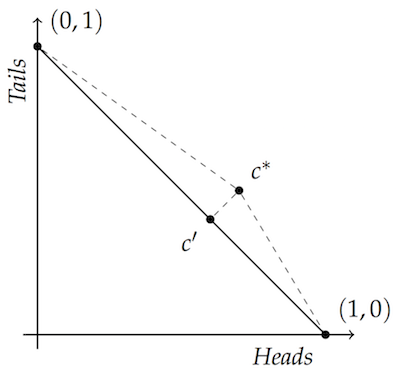 (0, 1)
Tails
c*
c′
(1, 0)
Heads